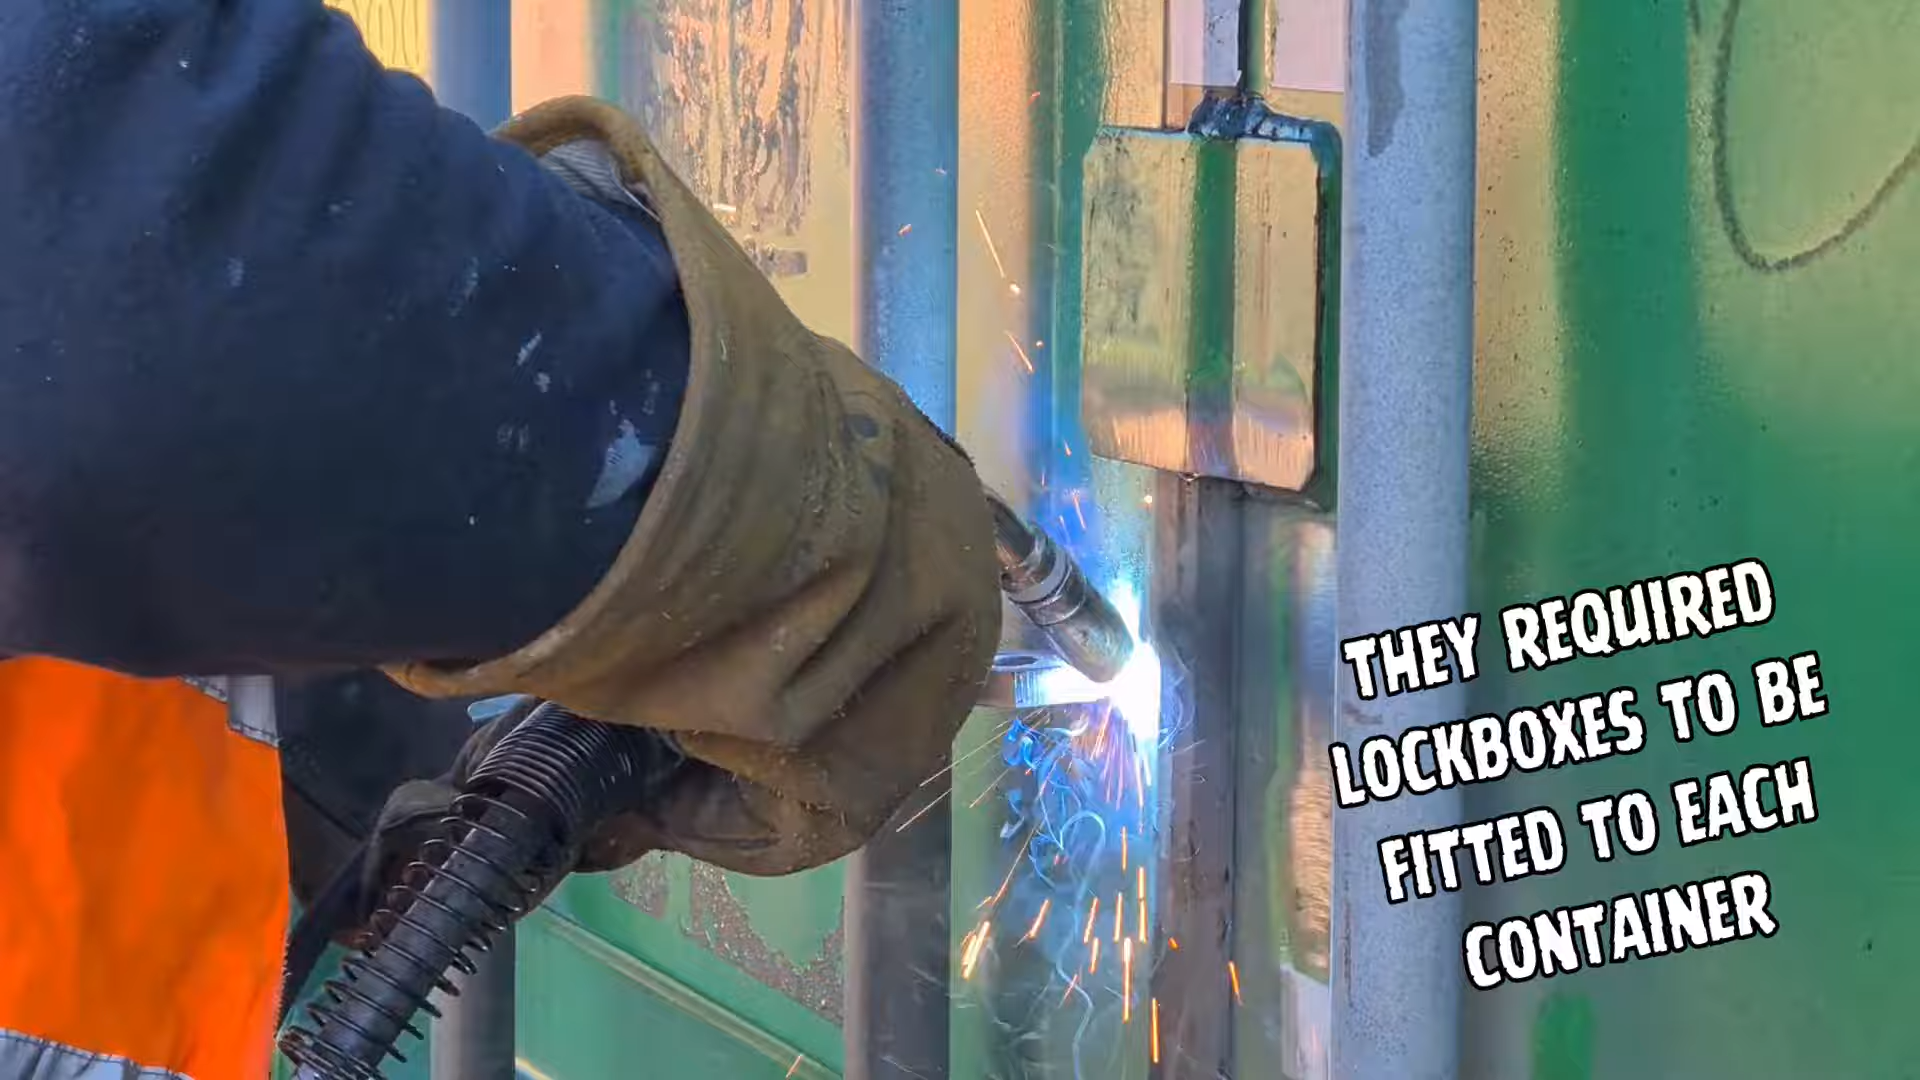 THEY REQUIRED
LOCKBOXES TO BE
FITTED TO EACH
CONTAINER